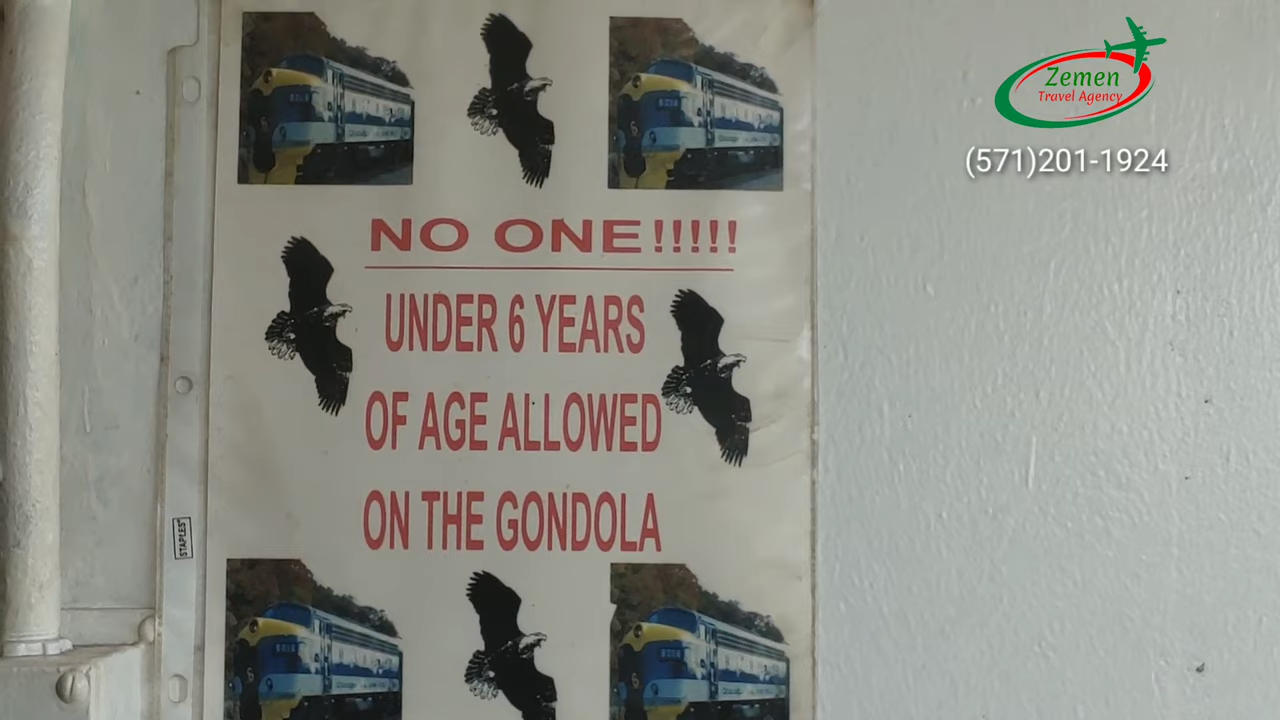 Zemen
Travel Agency
(571)201-1924
NO ONE!!!!!
UNDER 6 YEARS
OF AGE ALLOWED
ON THE GONDOLA
STAPLES